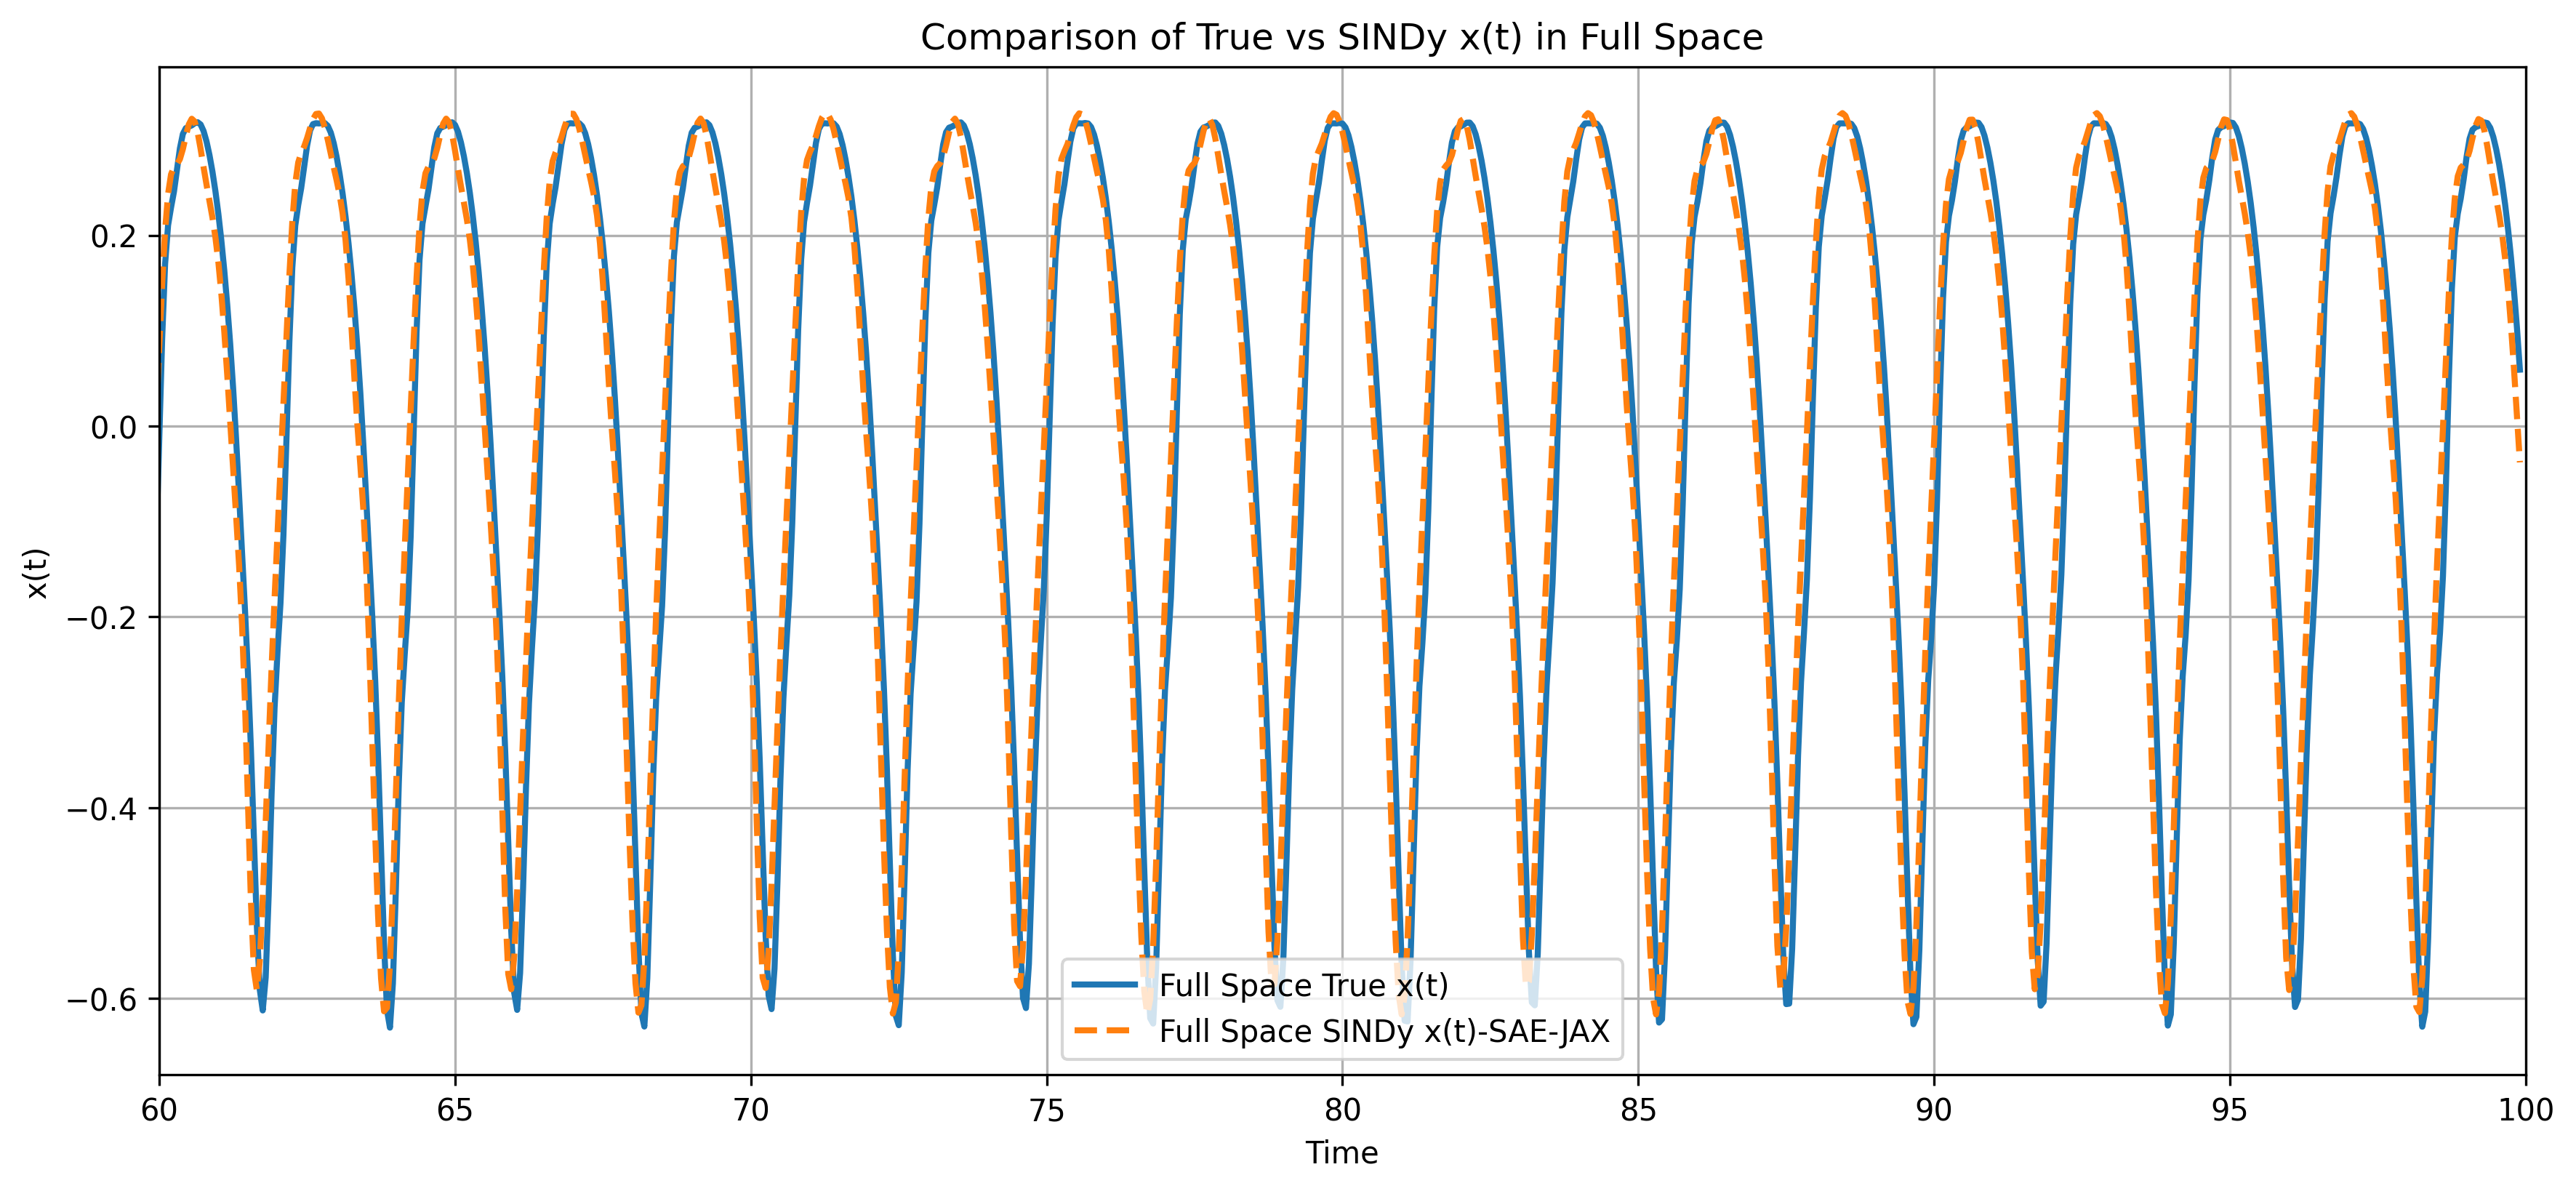 Comparison of True vs SINDy x(t) in Full Space
x(t)
0.2
0.0
−0.2
−0.4
−0.6
Full Space True x(t)
Full Space SINDy x(t)-SAE-JAX
60 65 70 75 80 85 90 95 100
Time